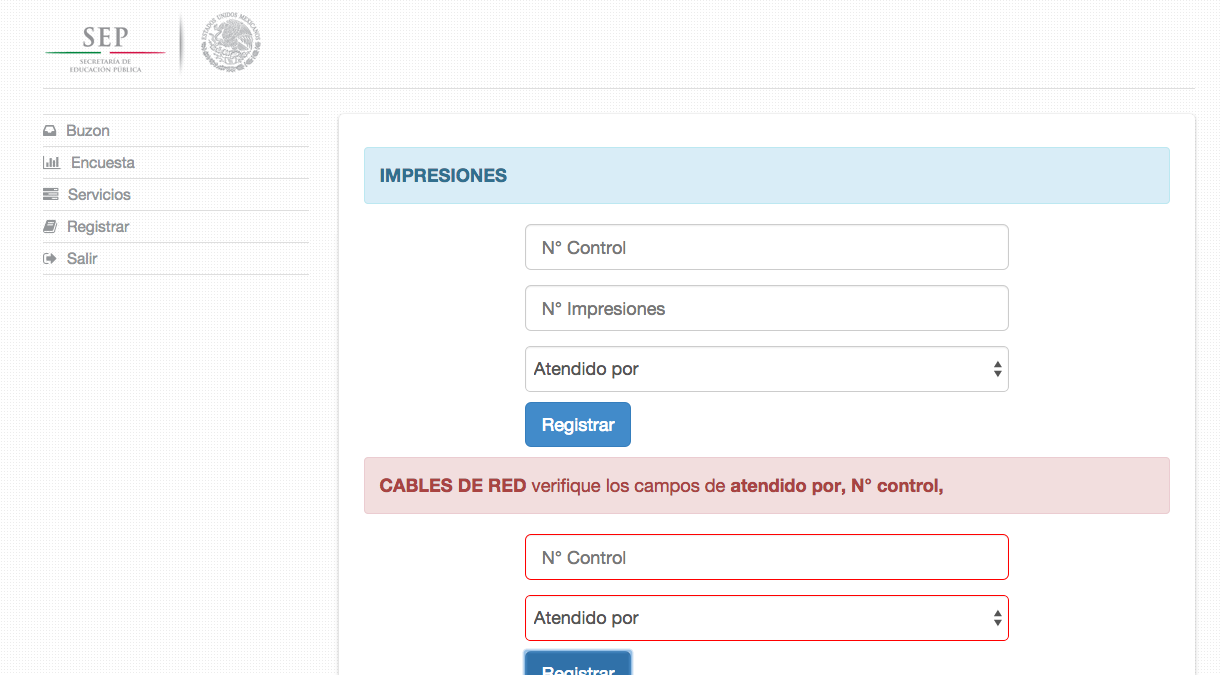 SEP
SECRETARÍA DE
EDUCACIÓN PÚBLICA
ESTADOS UNIDOS MEXICANOS
Buzon
Encuesta
Servicios
Registrar
Salir
IMPRESIONES
N° Control
N° Impresiones
Atendido por
Registrar
CABLES DE RED verifique los campos de atendido por, N° control,
N° Control
Atendido por
Registrar